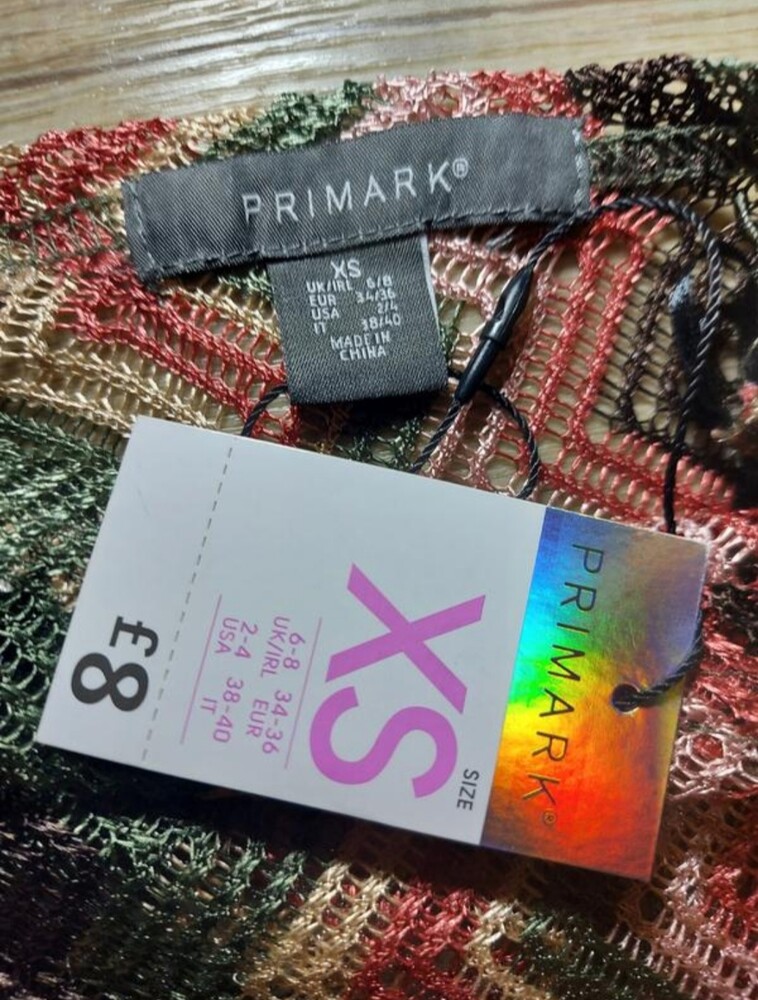 PRIMARK®
XS
UK/IRL 6/8
EUR 34/36
USA 2/4
IT 38/40
MADE IN
CHINA
PRIMARK®
SIZE
XS
6-8 34-36
UK/IRL EUR
2-4 38-40
USA IT
£8